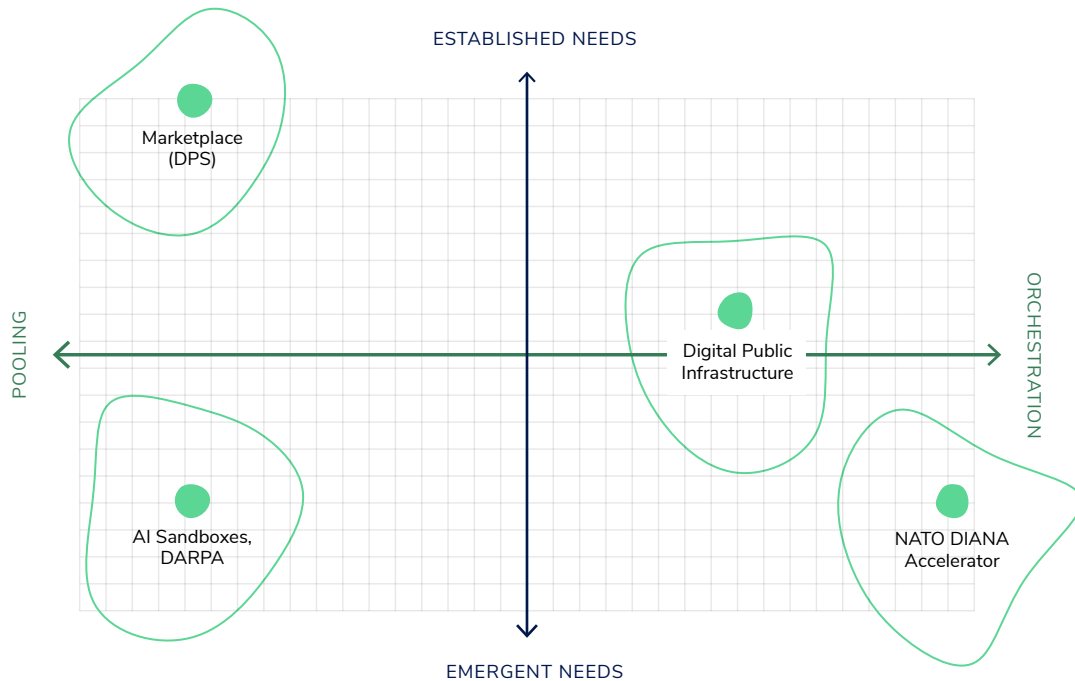 ESTABLISHED NEEDS
Marketplace
(DPS)
POOLING
ORCHESTRATION
Digital Public
Infrastructure
AI Sandboxes,
DARPA
NATO DIANA
Accelerator
EMERGENT NEEDS